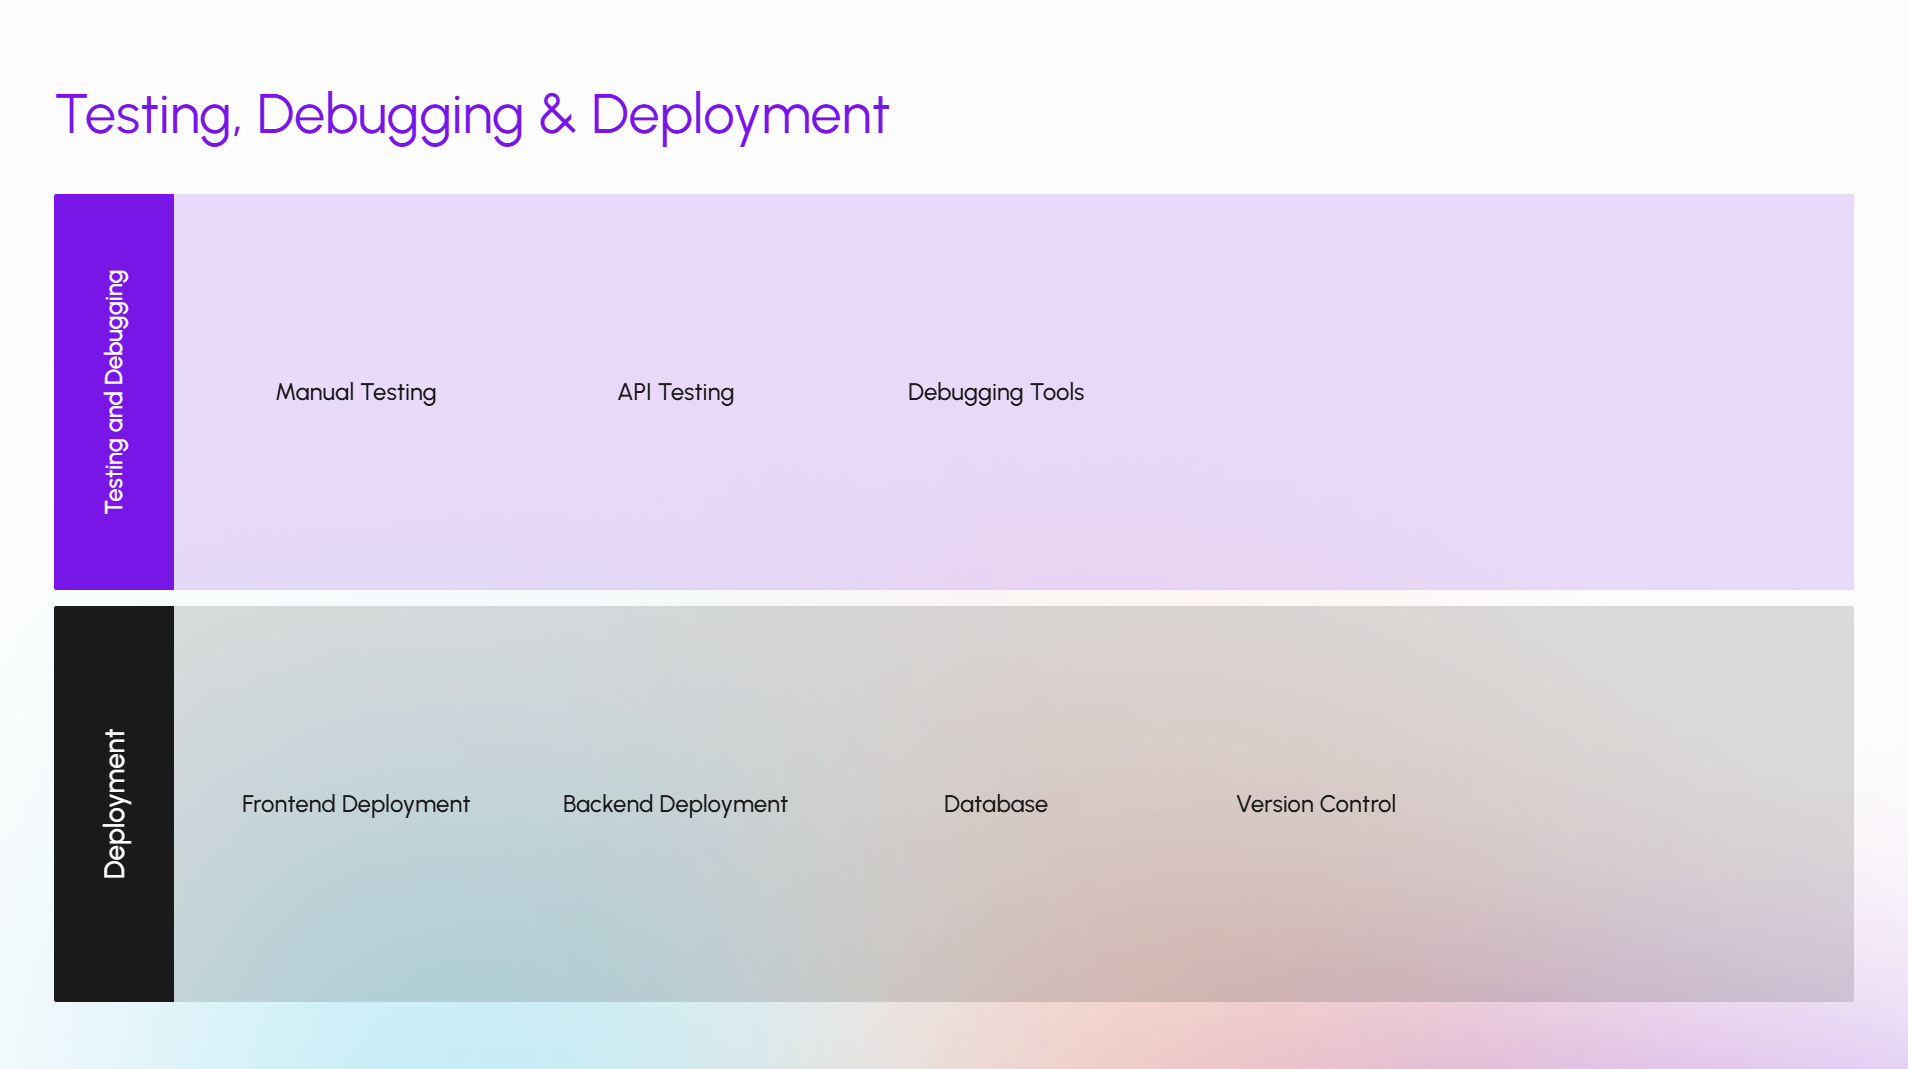 Testing, Debugging & Deployment
Testing and Debugging
Manual Testing
API Testing
Debugging Tools
Deployment
Frontend Deployment
Backend Deployment
Database
Version Control